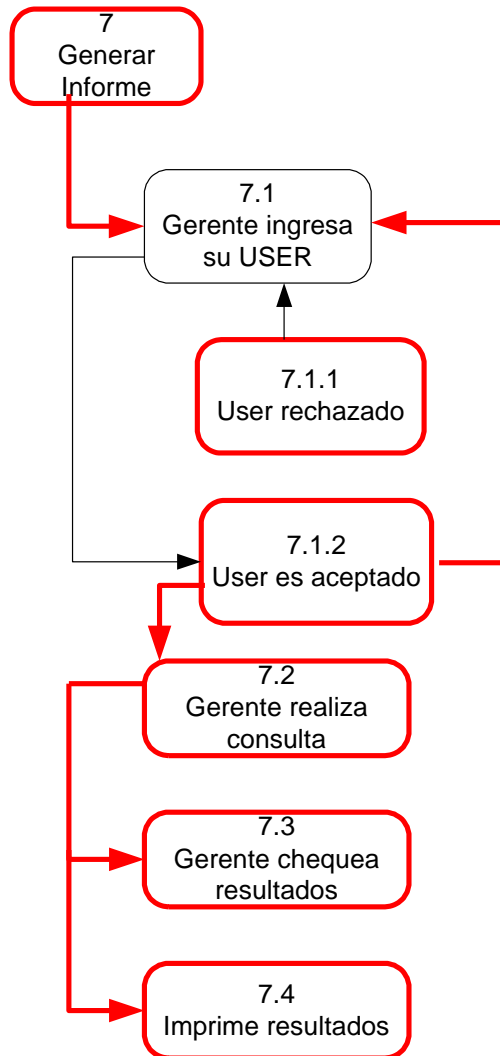 7
Generar
Informe
7.1
Gerente ingresa
su USER
7.1.1
User rechazado
7.1.2
User es aceptado
7.2
Gerente realiza
consulta
7.3
Gerente chequea
resultados
7.4
Imprime resultados